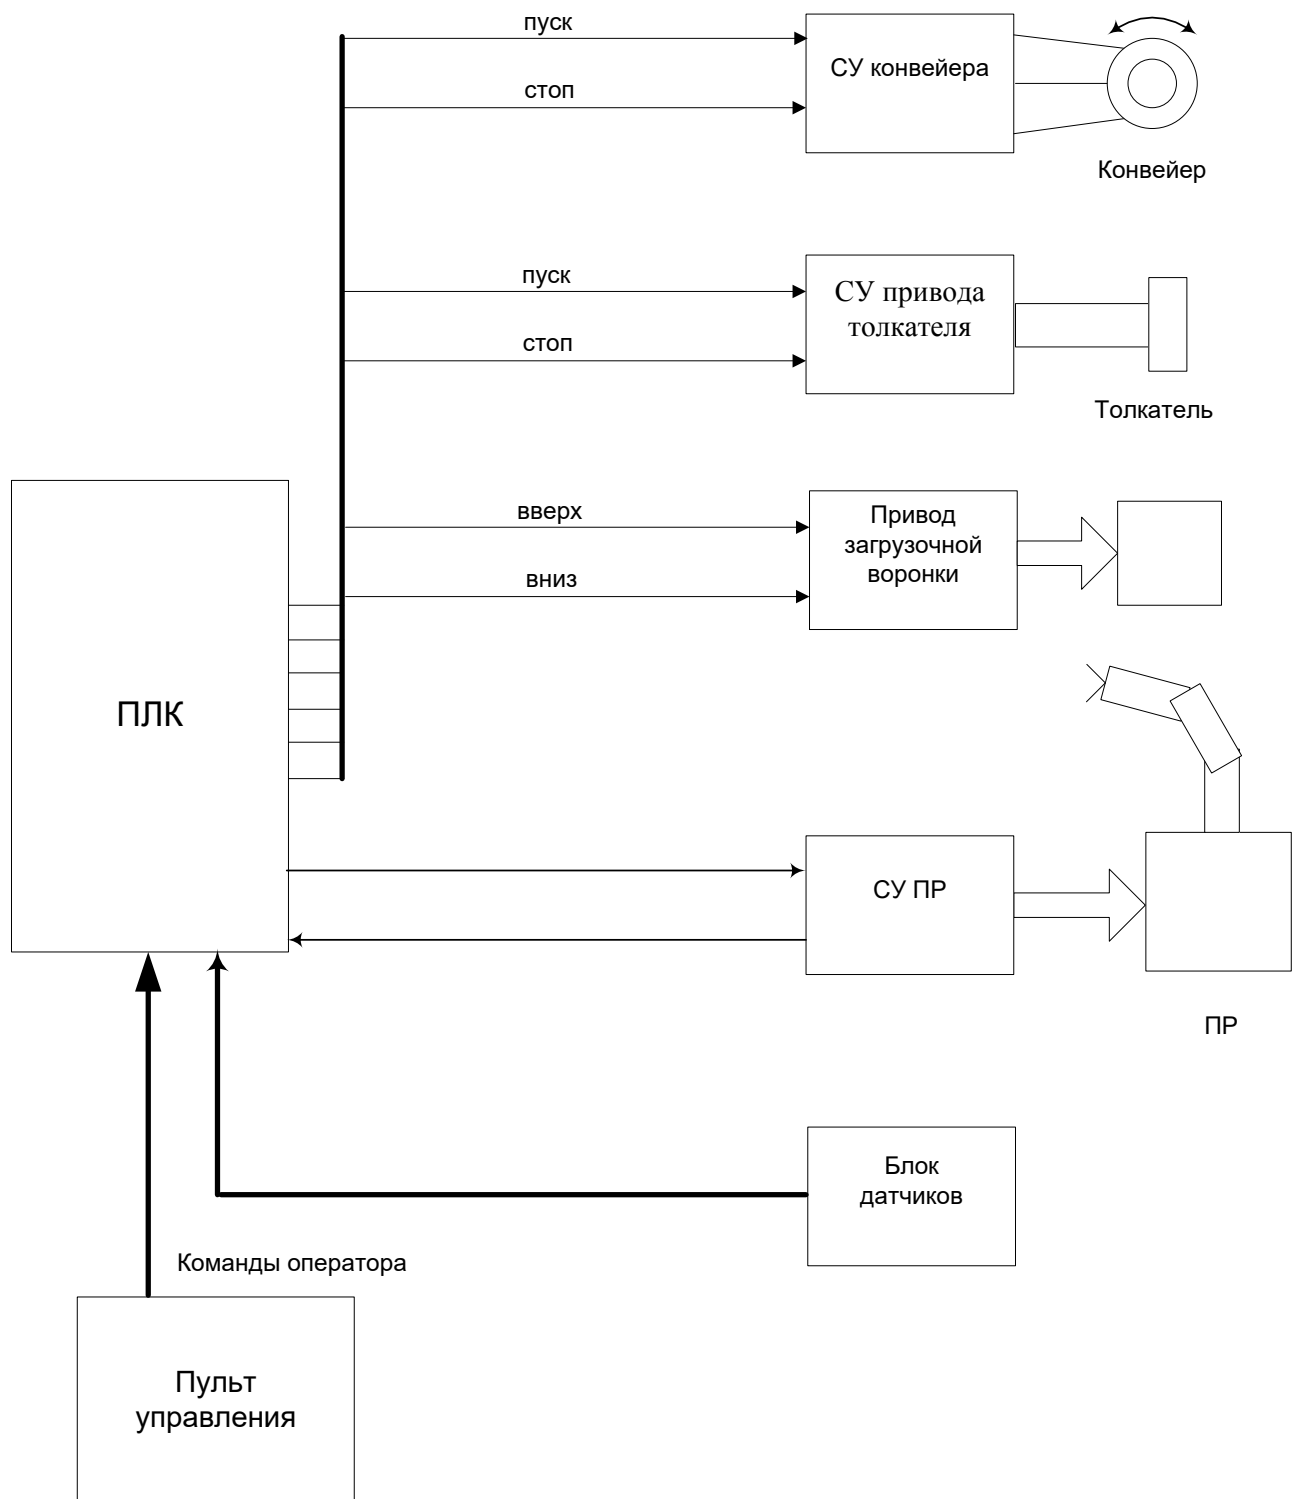 пуск
СУ конвейера
стоп
Конвейер
пуск
СУ привода
толкателя
стоп
Толкатель
вверх
Привод
загрузочной
воронки
вниз
ПЛК
СУ ПР
ПР
Блок
датчиков
Команды оператора
Пульт
управления